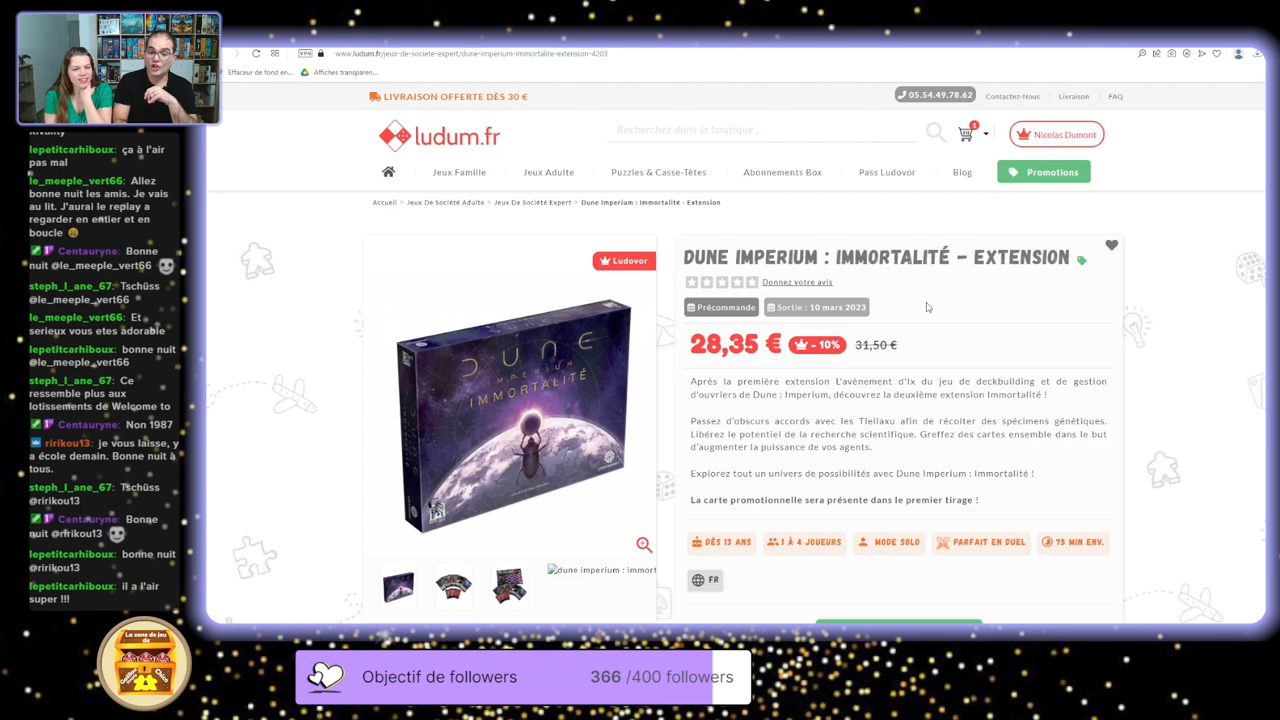 www.ludum.fr/jeux-de-societe-expert/dune-imperium-immortalite-extension-4203
VPN
Effaceur de fond en...
Affiches transparen...
LIVRAISON OFFERTE DÈS 30 €
05.54.49.78.62
Contactez-Nous
Livraison
FAQ
ludum.fr
Recherchez dans la boutique ...
1
Nicolas Dumont
Jeux Famille
Jeux Adulte
Puzzles & Casse-Têtes
Abonnements Box
Pass Ludovor
Blog
Promotions
Accueil > Jeux De Société Adulte > Jeux De Société Expert > Dune Imperium : Immortalité - Extension
Ludovor
DUNE
IMPERIUM
IMMORTALITÉ
dune imperium : immort
DUNE IMPERIUM : IMMORTALITÉ – EXTENSION
Donnez votre avis
Précommande
Sortie : 10 mars 2023
28,35 €
- 10%
31,50 €
Après la première extension L'avènement d'Ix du jeu de deckbuilding et de gestion
d'ouvriers de Dune : Imperium, découvrez la deuxième extension Immortalité !
Passez d'obscurs accords avec les Tleilaxu afin de récolter des spécimens génétiques.
Libérez le potentiel de la recherche scientifique. Greffez des cartes ensemble dans le but
d'augmenter la puissance de vos agents.
Explorez tout un univers de possibilités avec Dune Imperium : Immortalité !
La carte promotionnelle sera présente dans le premier tirage !
DÈS 13 ANS
1 À 4 JOUEURS
MODE SOLO
PARFAIT EN DUEL
75 MIN ENV.
FR
Rivality
lepetitcarhiboux: ça à l'air
pas mal
le_meeple_vert66: Allez
bonne nuit les amis. Je vais
au lit. J'aurai le replay a
regarder en entier et en
boucle
Centauryne: Bonne
nuit @le_meeple_vert66
steph_l_ane_67: Tschüss
@le_meeple_vert66
le_meeple_vert66: Et
serieux vous etes adorable
lepetitcarhiboux: bonne nuit
@le_meeple_vert66
steph_l_ane_67: Ce
ressemble plus aux
lotissements de Welcome to
Centauryne: Non 1987
ririkou13: je vous laisse, y
a école demain. Bonne nuit à
tous.
steph_l_ane_67: Tschüss
@ririkou13
Centauryne: Bonne
nuit @ririkou13
lepetitcarhiboux: bonne nuit
@ririkou13
lepetitcarhiboux: il a l'air
super !!!
La zone de jeu
de
Chico
Objectif de followers
366 /400 followers